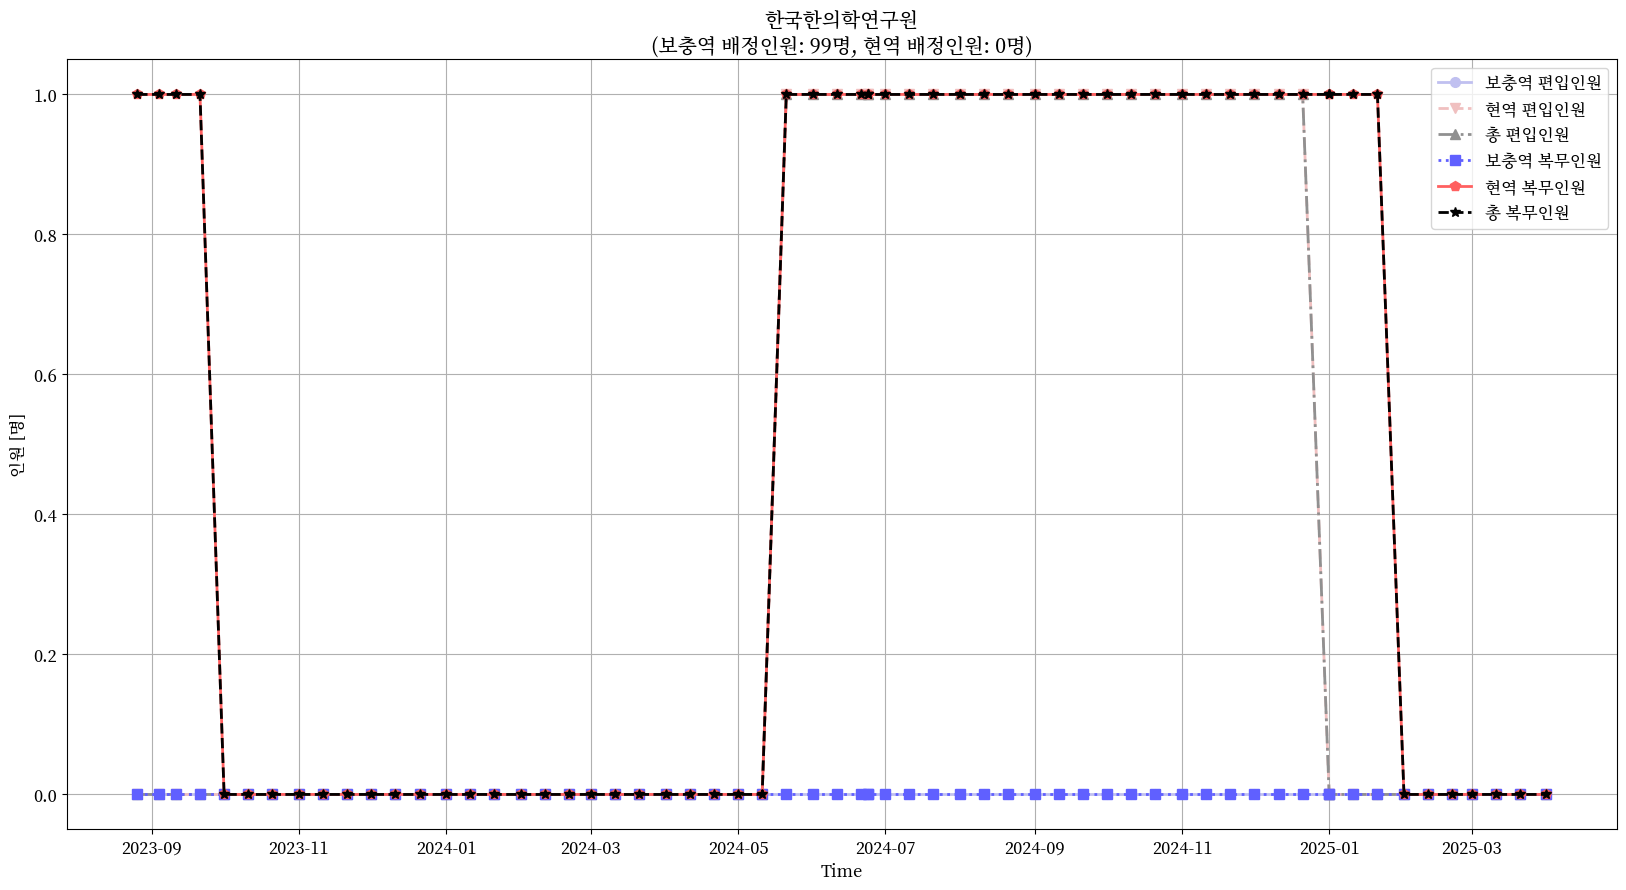 한국한의학연구원
(보충역 배정인원: 99명, 현역 배정인원: 0명)
인원 [명]
1.0
0.8
0.6
0.4
0.2
0.0
보충역 편입인원
현역 편입인원
총 편입인원
보충역 복무인원
현역 복무인원
총 복무인원
2023-09
2023-11
2024-01
2024-03
2024-05
2024-07
2024-09
2024-11
2025-01
2025-03
Time